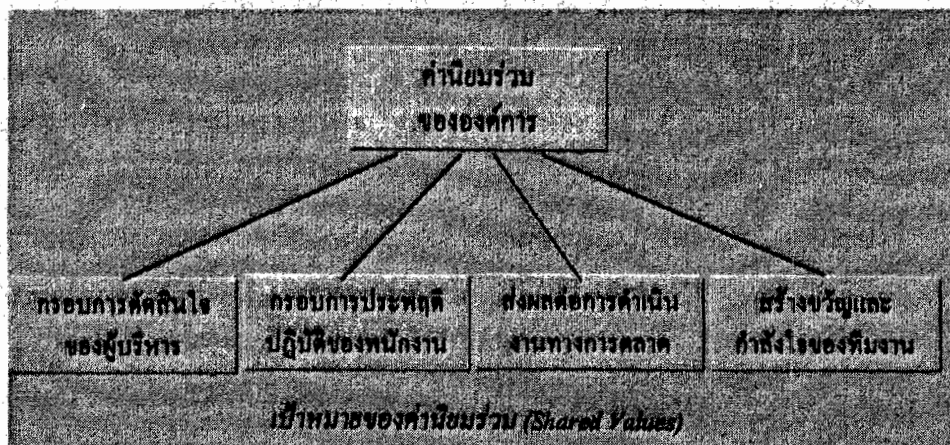 ค่านิยมร่วม
ขององค์การ
กรอบการตัดสินใจ
ของผู้บริหาร
กรอบการประพฤติ
ปฏิบัติของพนักงาน
ส่งผลต่อการดำเนิน
งานทางการตลาด
สร้างขวัญและ
กำลังใจของทีมงาน
เป้าหมายของค่านิยมร่วม (Shared Values)